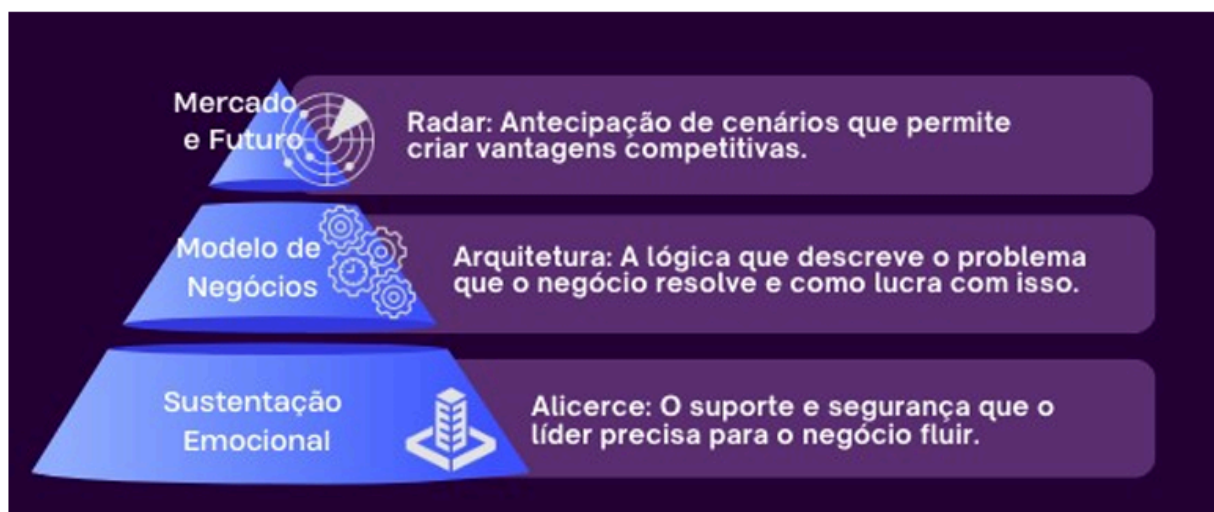 Mercado
e Futuro
Radar: Antecipação de cenários que permite
criar vantagens competitivas.
Modelo de
Negócios
Arquitetura: A lógica que descreve o problema
que o negócio resolve e como lucra com isso.
Sustentação
Emocional
Alicerce: O suporte e segurança que o
líder precisa para o negócio fluir.